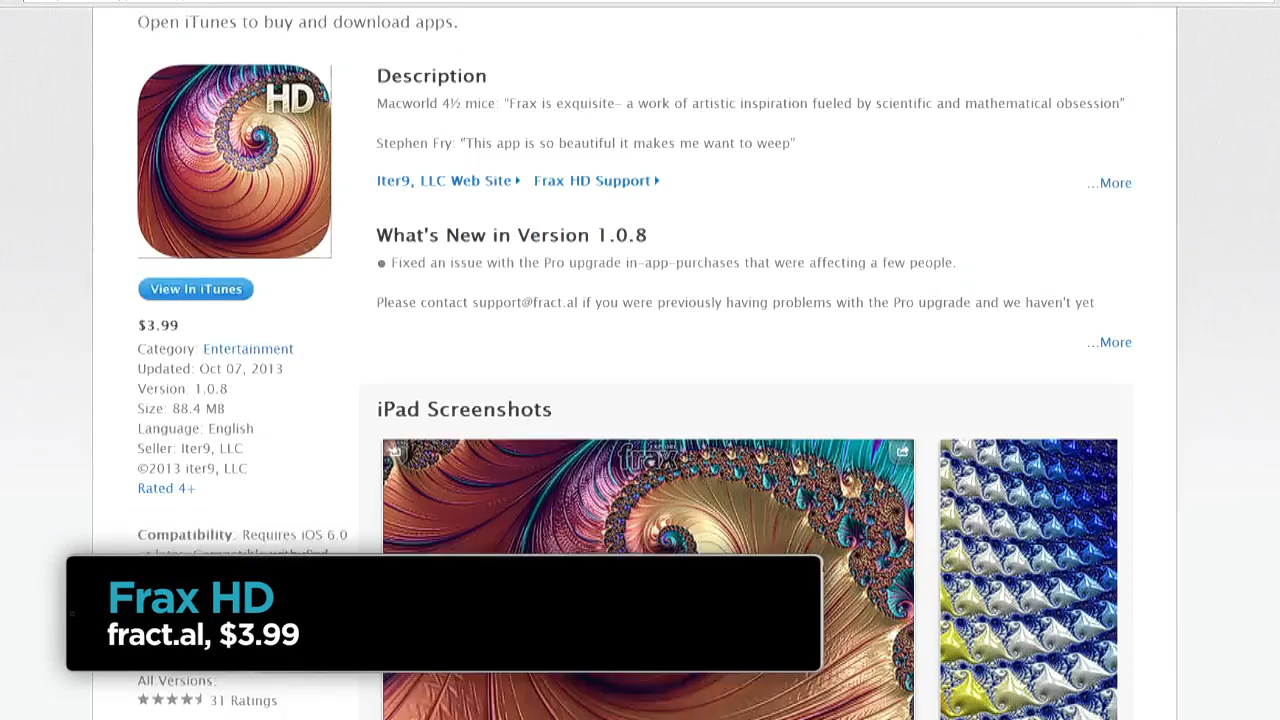 Open iTunes to buy and download apps.
HD
View In iTunes
$3.99
Category: Entertainment
Updated: Oct 07, 2013
Version: 1.0.8
Size: 88.4 MB
Language: English
Seller: Iter9, LLC
©2013 iter9, LLC
Rated 4+
Compatibility: Requires iOS 6.0
Description
Macworld 4½ mice: "Frax is exquisite– a work of artistic inspiration fueled by scientific and mathematical obsession"
Stephen Fry: "This app is so beautiful it makes me want to weep"
Iter9, LLC Web Site
Frax HD Support
...More
What's New in Version 1.0.8
● Fixed an issue with the Pro upgrade in-app-purchases that were affecting a few people.
Please contact support@fract.al if you were previously having problems with the Pro upgrade and we haven't yet
...More
iPad Screenshots
frax
Frax HD
fract.al, $3.99
All Versions:
31 Ratings